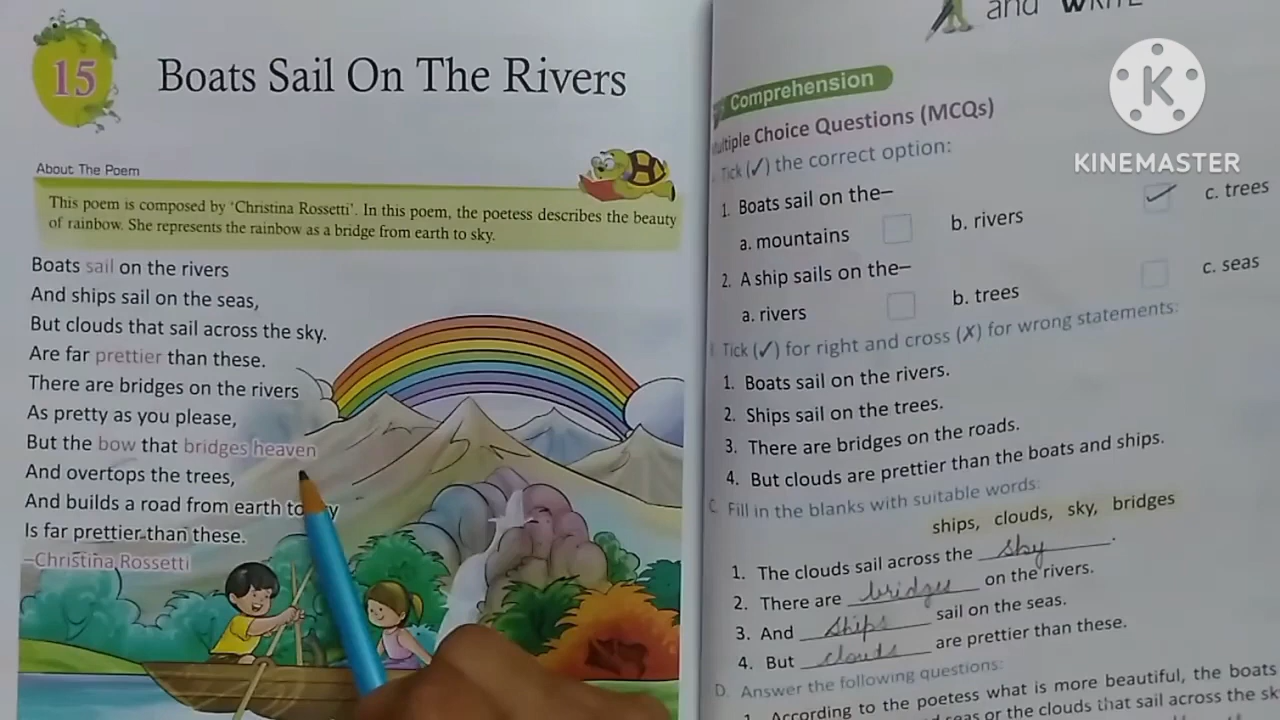 15
Boats Sail On The Rivers
About The Poem
This poem is composed by ‘Christina Rossetti’. In this poem, the poetess describes the beauty
of rainbow. She represents the rainbow as a bridge from earth to sky.
Boats sail on the rivers
And ships sail on the seas,
But clouds that sail across the sky.
Are far prettier than these.
There are bridges on the rivers
As pretty as you please,
But the bow that bridges heaven
And overtops the trees,
And builds a road from earth to
Is far prettier than these.
–Christina Rossetti
and WRITE
Comprehension
Multiple Choice Questions (MCQs)
Tick (✓) the correct option:
1. Boats sail on the–
a. mountains b. rivers ✓ c. trees
2. A ship sails on the–
a. rivers b. trees c. seas
Tick (✓) for right and cross (✗) for wrong statements:
1. Boats sail on the rivers.
2. Ships sail on the trees.
3. There are bridges on the roads.
4. But clouds are prettier than the boats and ships.
C. Fill in the blanks with suitable words:
ships, clouds, sky, bridges
1. The clouds sail across the sky.
2. There are bridges on the rivers.
3. And ships sail on the seas.
4. But clouds are prettier than these.
D. Answer the following questions:
1. According to the poetess what is more beautiful, the boats
seas or the clouds that sail across the
K
KINEMASTER